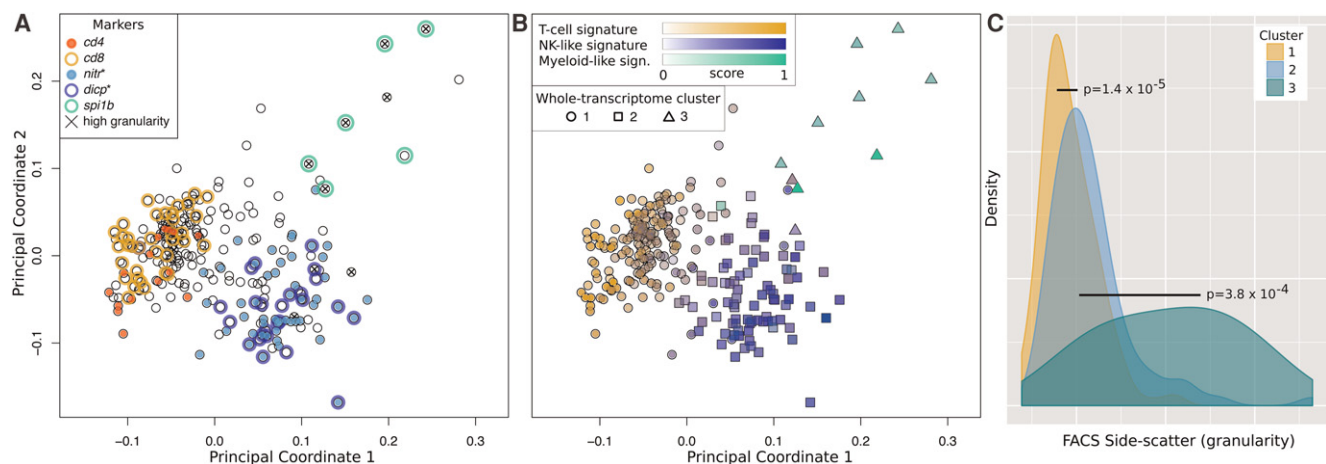 A
Markers
cd4
cd8
nitr*
dicp*
spi1b
high granularity
Principal Coordinate 2
0.2
0.1
0.0
−0.1
−0.1 0.0 0.1 0.2 0.3
Principal Coordinate 1
B
T-cell signature
NK-like signature
Myeloid-like sign.
0 score 1
Whole-transcriptome cluster
1 2 3
−0.1 0.0 0.1 0.2 0.3
Principal Coordinate 1
C
Cluster
1
2
3
p=1.4 x 10-5
p=3.8 x 10-4
Density
FACS Side-scatter (granularity)